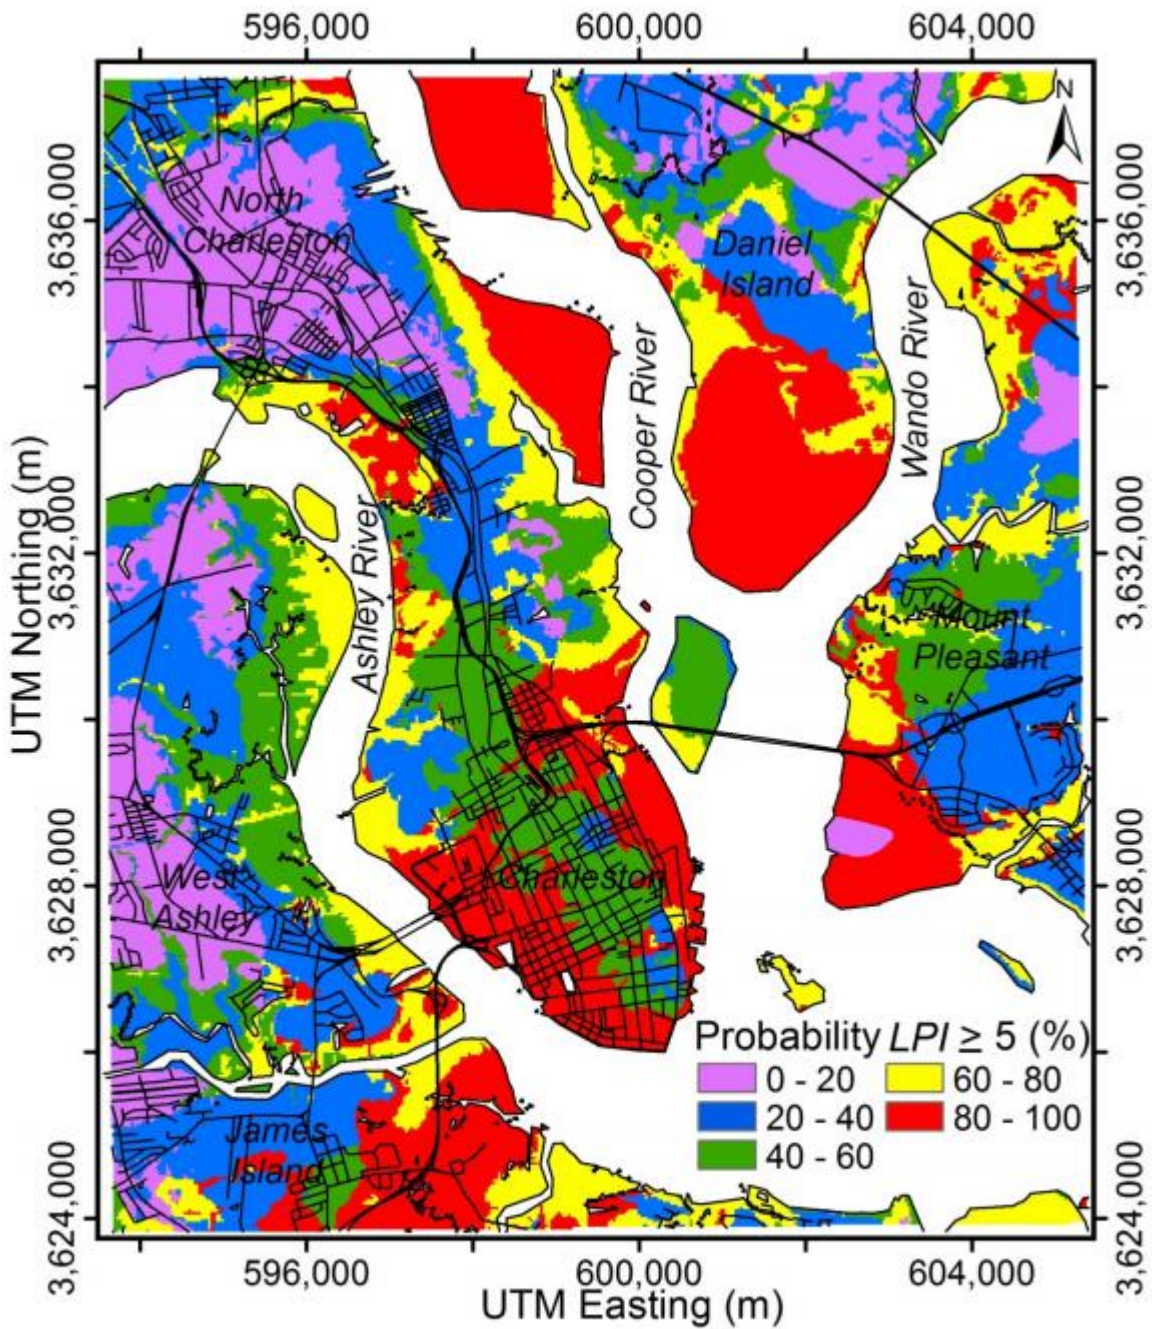 596,000
600,000
604,000
N
3,636,000
3,636,000
North
Charleston
Daniel
Island
Cooper River
Wando River
UTM Northing (m)
3,632,000
3,632,000
Ashley River
Mount
Pleasant
3,628,000
3,628,000
West
Ashley
Charleston
Probability LPI ≥ 5 (%)
0 - 20
60 - 80
20 - 40
80 - 100
40 - 60
James
Island
3,624,000
3,624,000
596,000
600,000
604,000
UTM Easting (m)